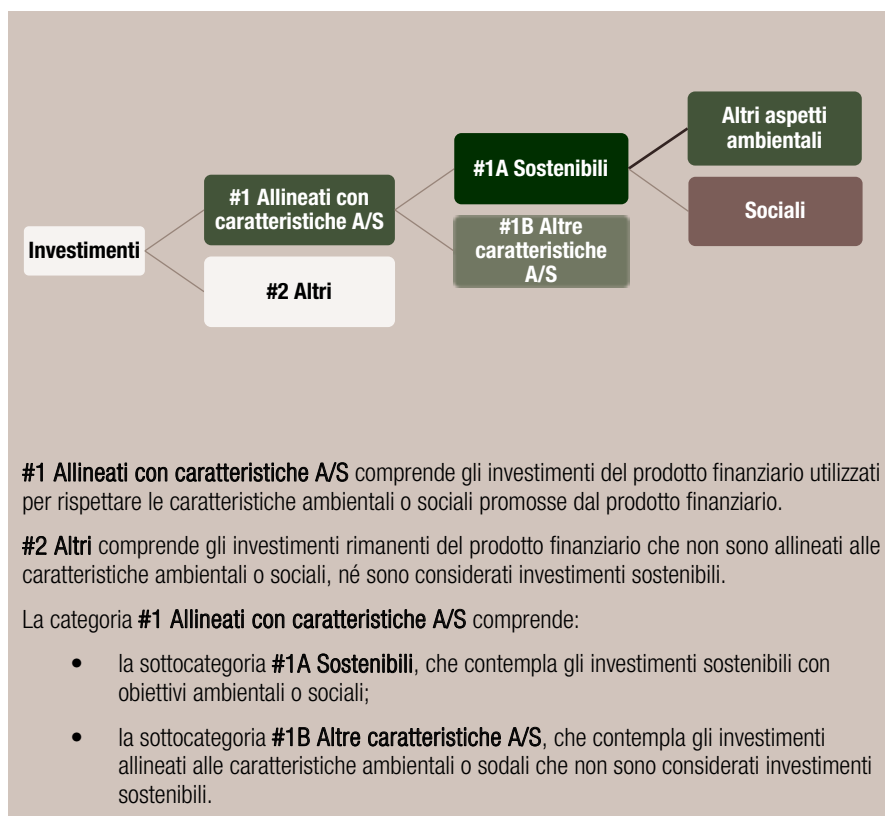 Altri aspetti
ambientali
#1A Sostenibili
#1 Allineati con
caratteristiche A/S
Sociali
#1B Altre
caratteristiche
A/S
Investimenti
#2 Altri
#1 Allineati con caratteristiche A/S comprende gli investimenti del prodotto finanziario utilizzati
per rispettare le caratteristiche ambientali o sociali promosse dal prodotto finanziario.
#2 Altri comprende gli investimenti rimanenti del prodotto finanziario che non sono allineati alle
caratteristiche ambientali o sociali, né sono considerati investimenti sostenibili.
La categoria #1 Allineati con caratteristiche A/S comprende:
• la sottocategoria #1A Sostenibili, che contempla gli investimenti sostenibili con
obiettivi ambientali o sociali;
• la sottocategoria #1B Altre caratteristiche A/S, che contempla gli investimenti
allineati alle caratteristiche ambientali o sodali che non sono considerati investimenti
sostenibili.